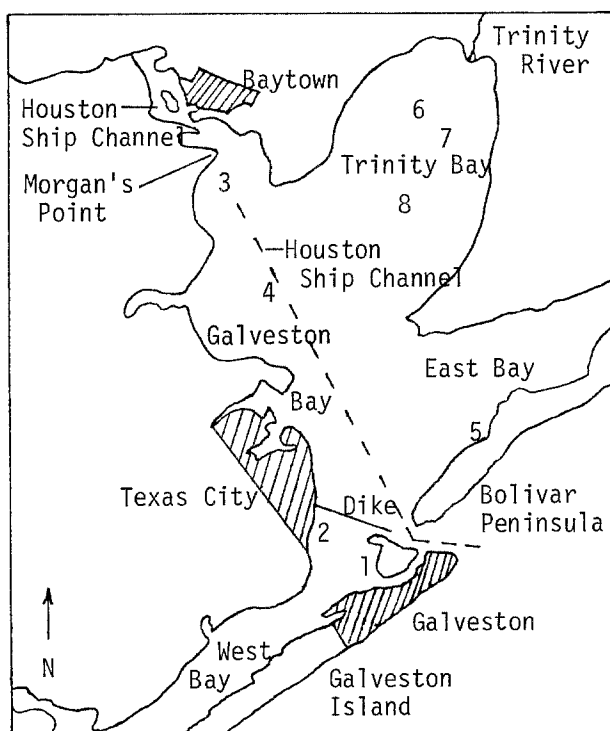 Trinity
River
Baytown
Houston
Ship Channel
6
7
Trinity Bay
Morgan's
Point
3
8
Houston
Ship Channel
4
Galveston
East Bay
Bay
5
Texas City
Dike
Bolivar
Peninsula
2
1
Galveston
West
Bay
N
Galveston
Island